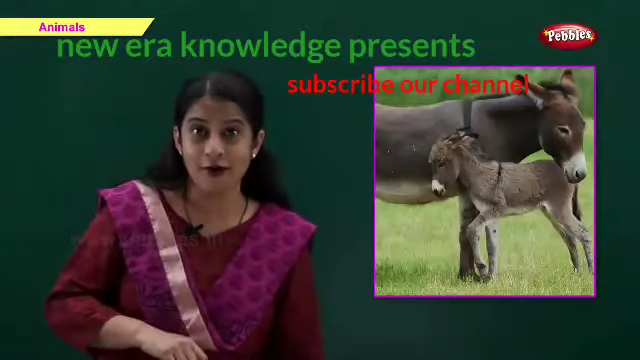 Animals
Pebbles
new era knowledge presents
subscribe our channel